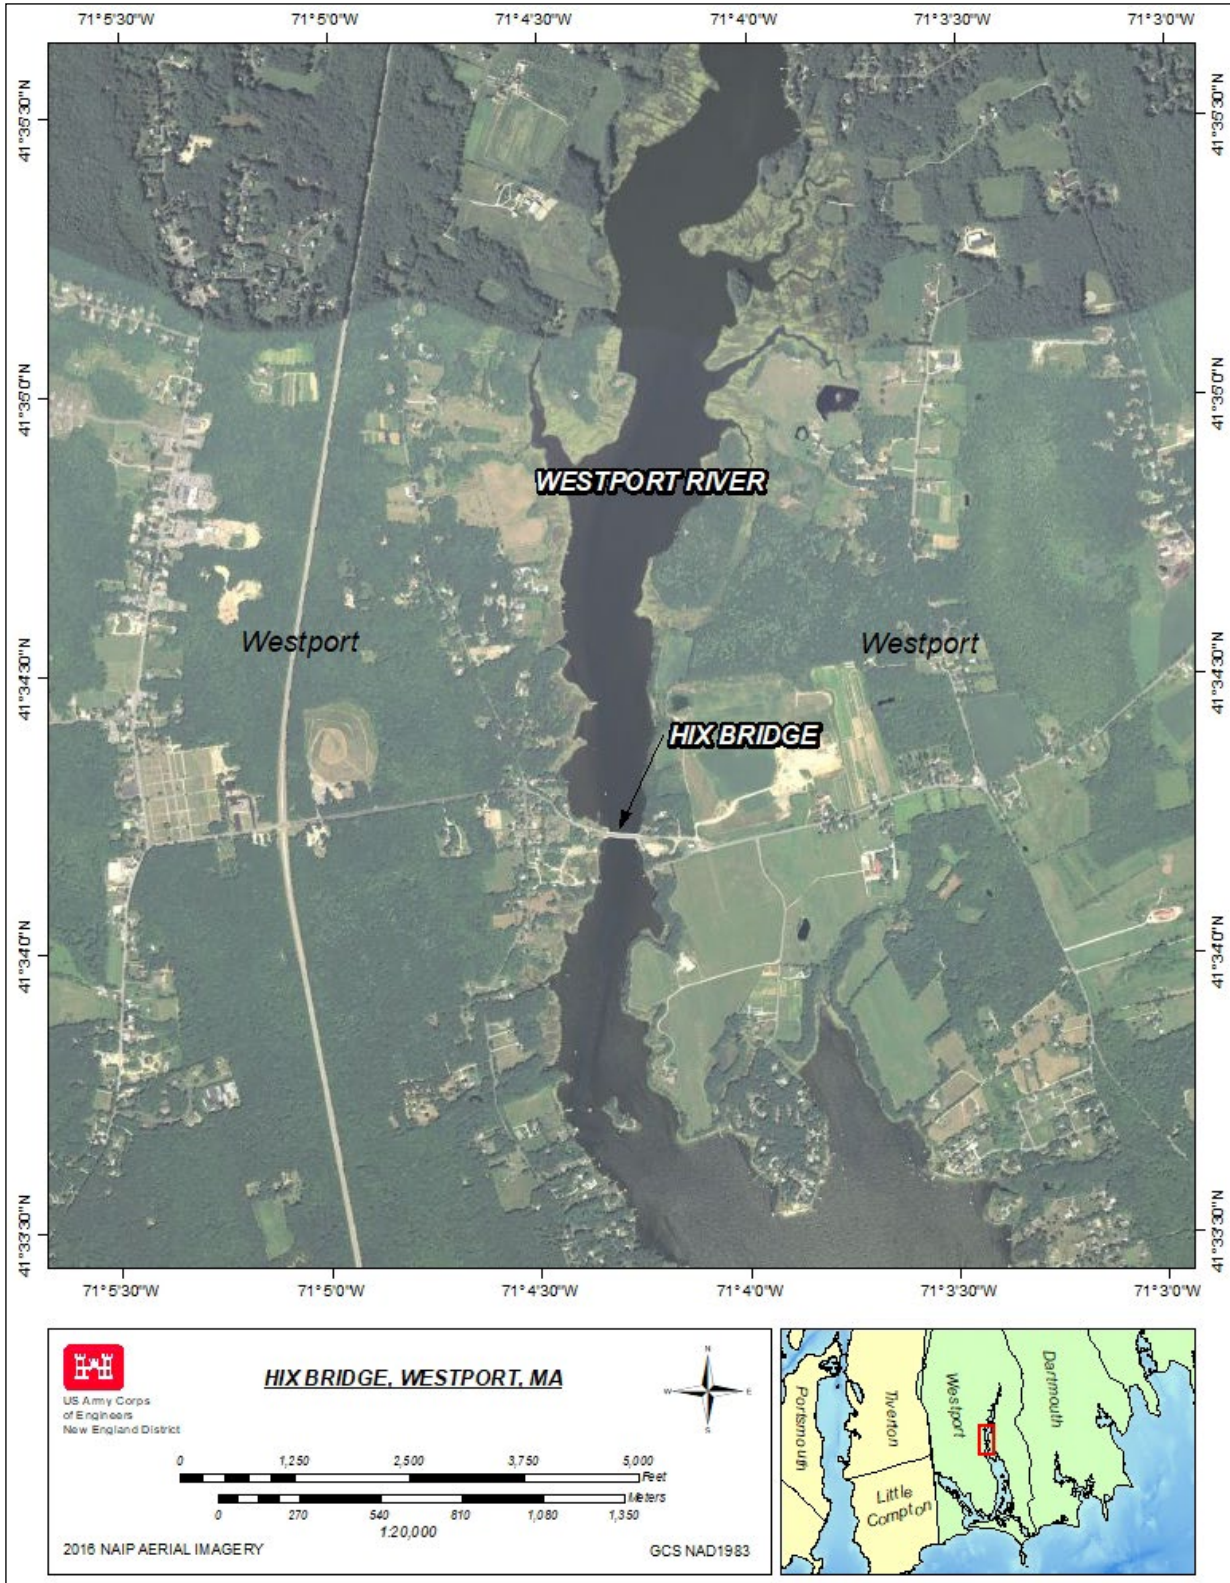 71°5'30"W 71°5'0"W 71°4'30"W 71°4'0"W 71°3'30"W 71°3'0"W
41°35'30"N
41°35'30"N
41°35'0"N
41°35'0"N
WESTPORT RIVER
Westport
Westport
41°34'30"N
41°34'30"N
HIX BRIDGE
41°34'0"N
41°34'0"N
41°33'30"N
41°33'30"N
71°5'30"W 71°5'0"W 71°4'30"W 71°4'0"W 71°3'30"W 71°3'0"W
US Army Corps
of Engineers
New England District
HIX BRIDGE, WESTPORT, MA
N
W E
S
0 1,250 2,500 3,750 5,000
Feet
Meters
0 270 540 810 1,080 1,350
1:20,000
2016 NAIP AERIAL IMAGERY
GCS NAD1983
Portsmouth
Tiverton
Westport
Dartmouth
Little
Compton